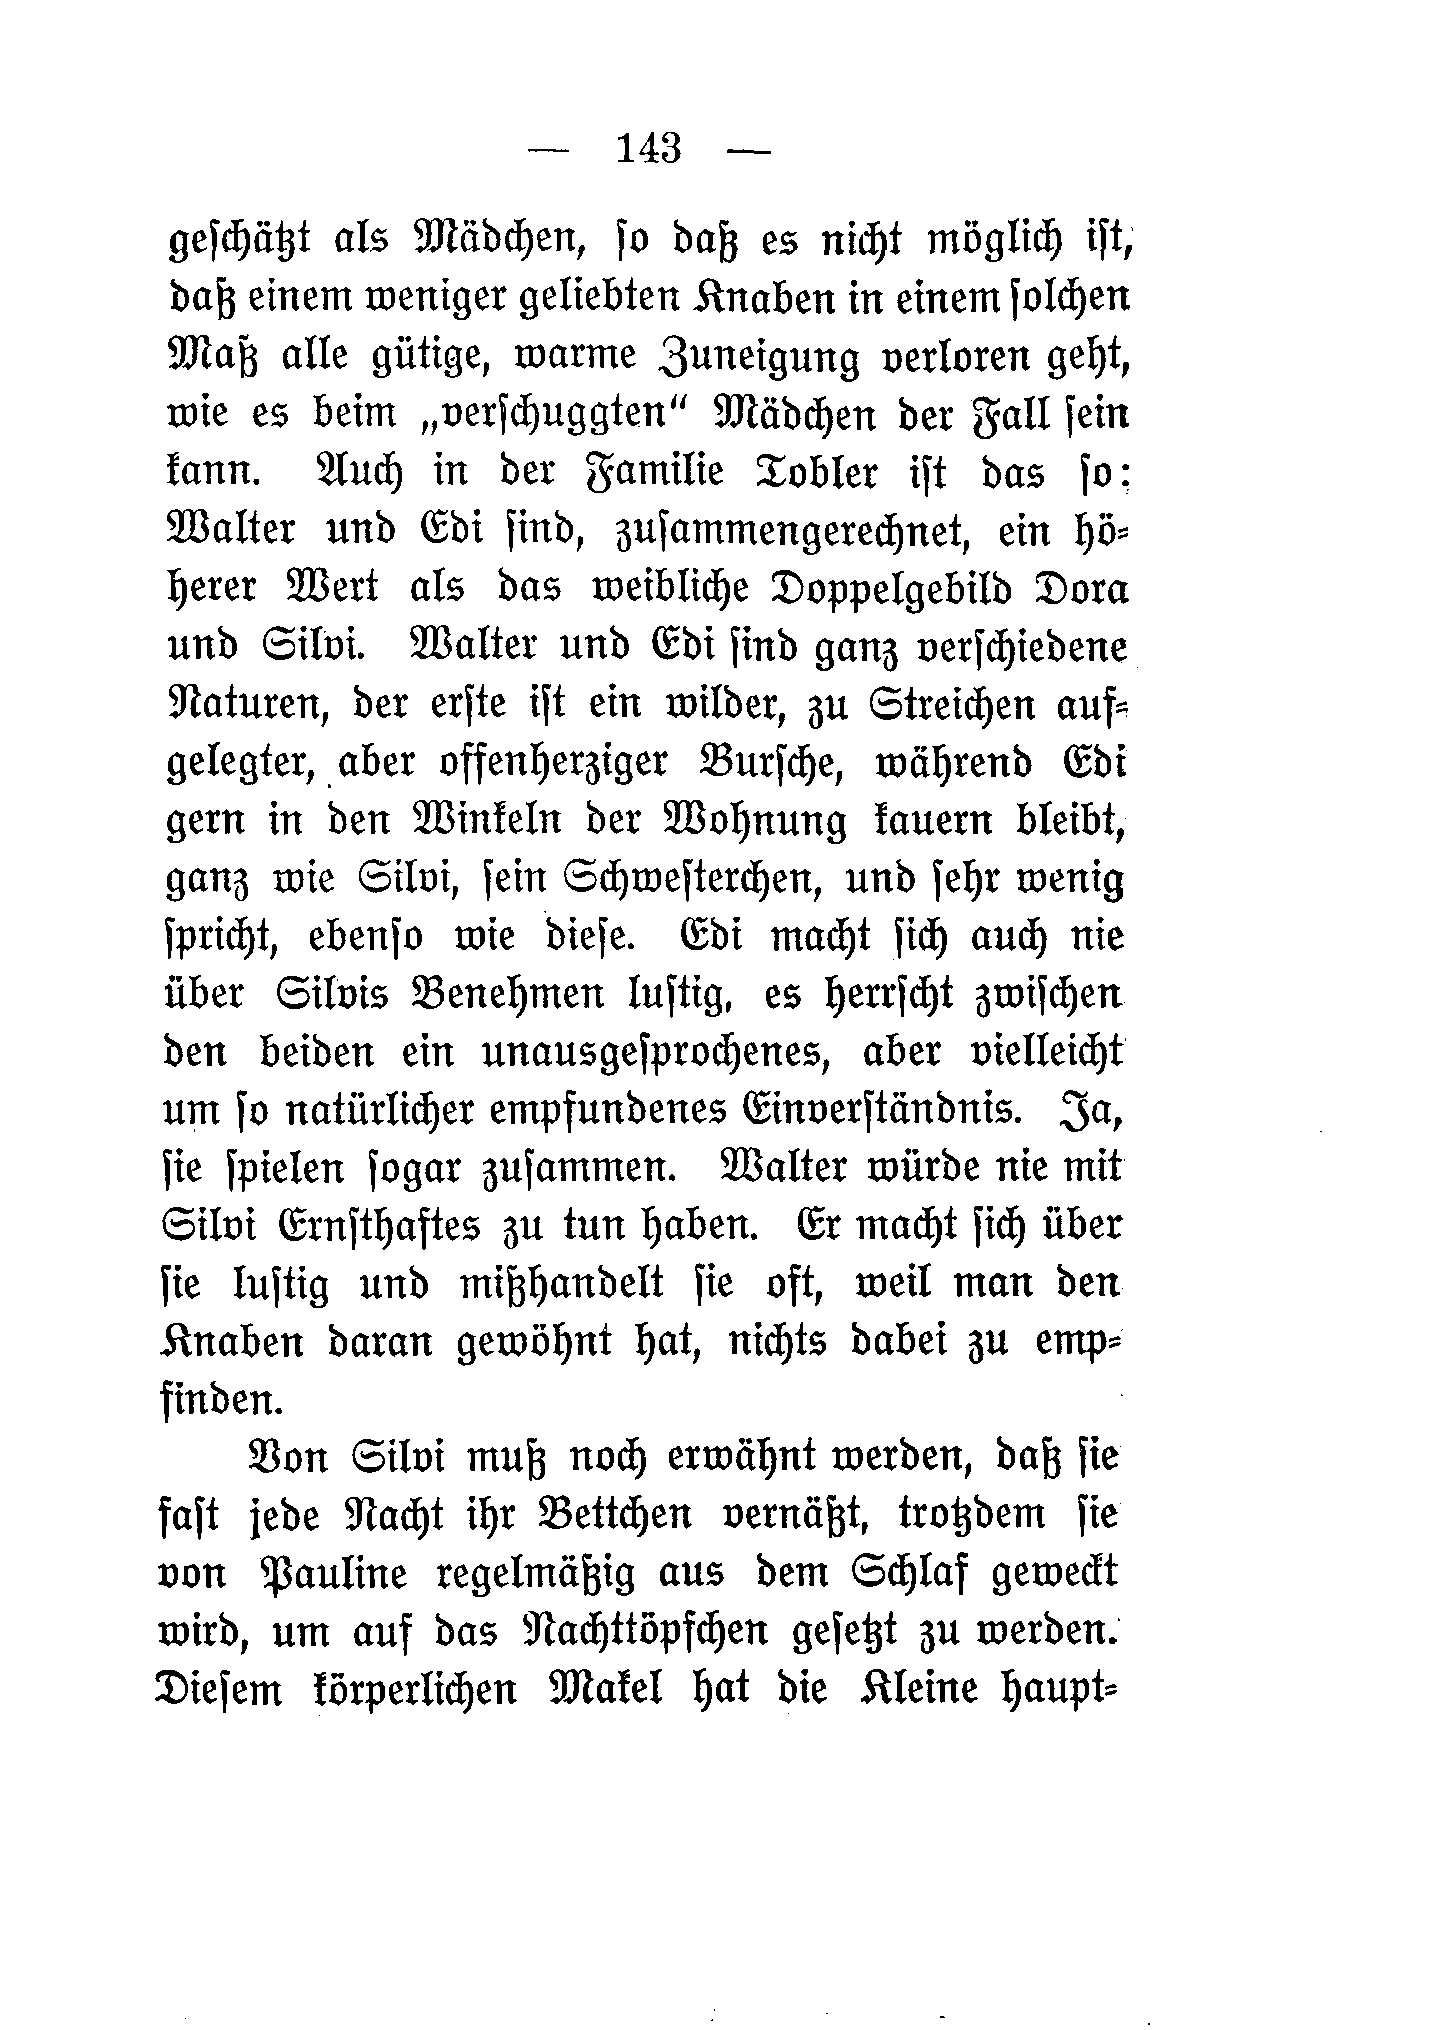 — 143 —
geschätzt als Mädchen, so daß es nicht möglich ist,
daß einem weniger geliebten Knaben in einem solchen
Maß alle gütige, warme Zuneigung verloren geht,
wie es beim „verschuggten“ Mädchen der Fall sein
kann. Auch in der Familie Tobler ist das so:
Walter und Edi sind, zusammengerechnet, ein hö-
herer Wert als das weibliche Doppelgebild Dora
und Silvi. Walter und Edi sind ganz verschiedene
Naturen, der erste ist ein wilder, zu Streichen auf-
gelegter, aber offenherziger Bursche, während Edi
gern in den Winkeln der Wohnung kauern bleibt,
ganz wie Silvi, sein Schwesterchen, und sehr wenig
spricht, ebenso wie diese. Edi macht sich auch nie
über Silvis Benehmen lustig, es herrscht zwischen
den beiden ein unausgesprochenes, aber vielleicht
um so natürlicher empfundenes Einverständnis. Ja,
sie spielen sogar zusammen. Walter würde nie mit
Silvi Ernsthaftes zu tun haben. Er macht sich über
sie lustig und mißhandelt sie oft, weil man den
Knaben daran gewöhnt hat, nichts dabei zu emp-
finden.
Von Silvi muß noch erwähnt werden, daß sie
fast jede Nacht ihr Bettchen vernäßt, trotzdem sie
von Pauline regelmäßig aus dem Schlaf geweckt
wird, um auf das Nachttöpfchen gesetzt zu werden.
Diesem körperlichen Makel hat die Kleine haupt-